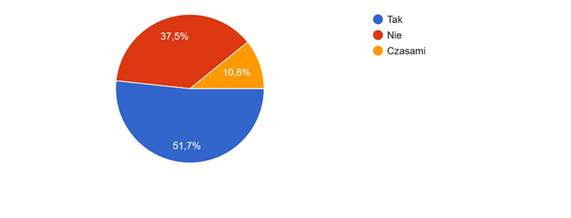 Tak
Nie
Czasami
37,5%
10,8%
51,7%